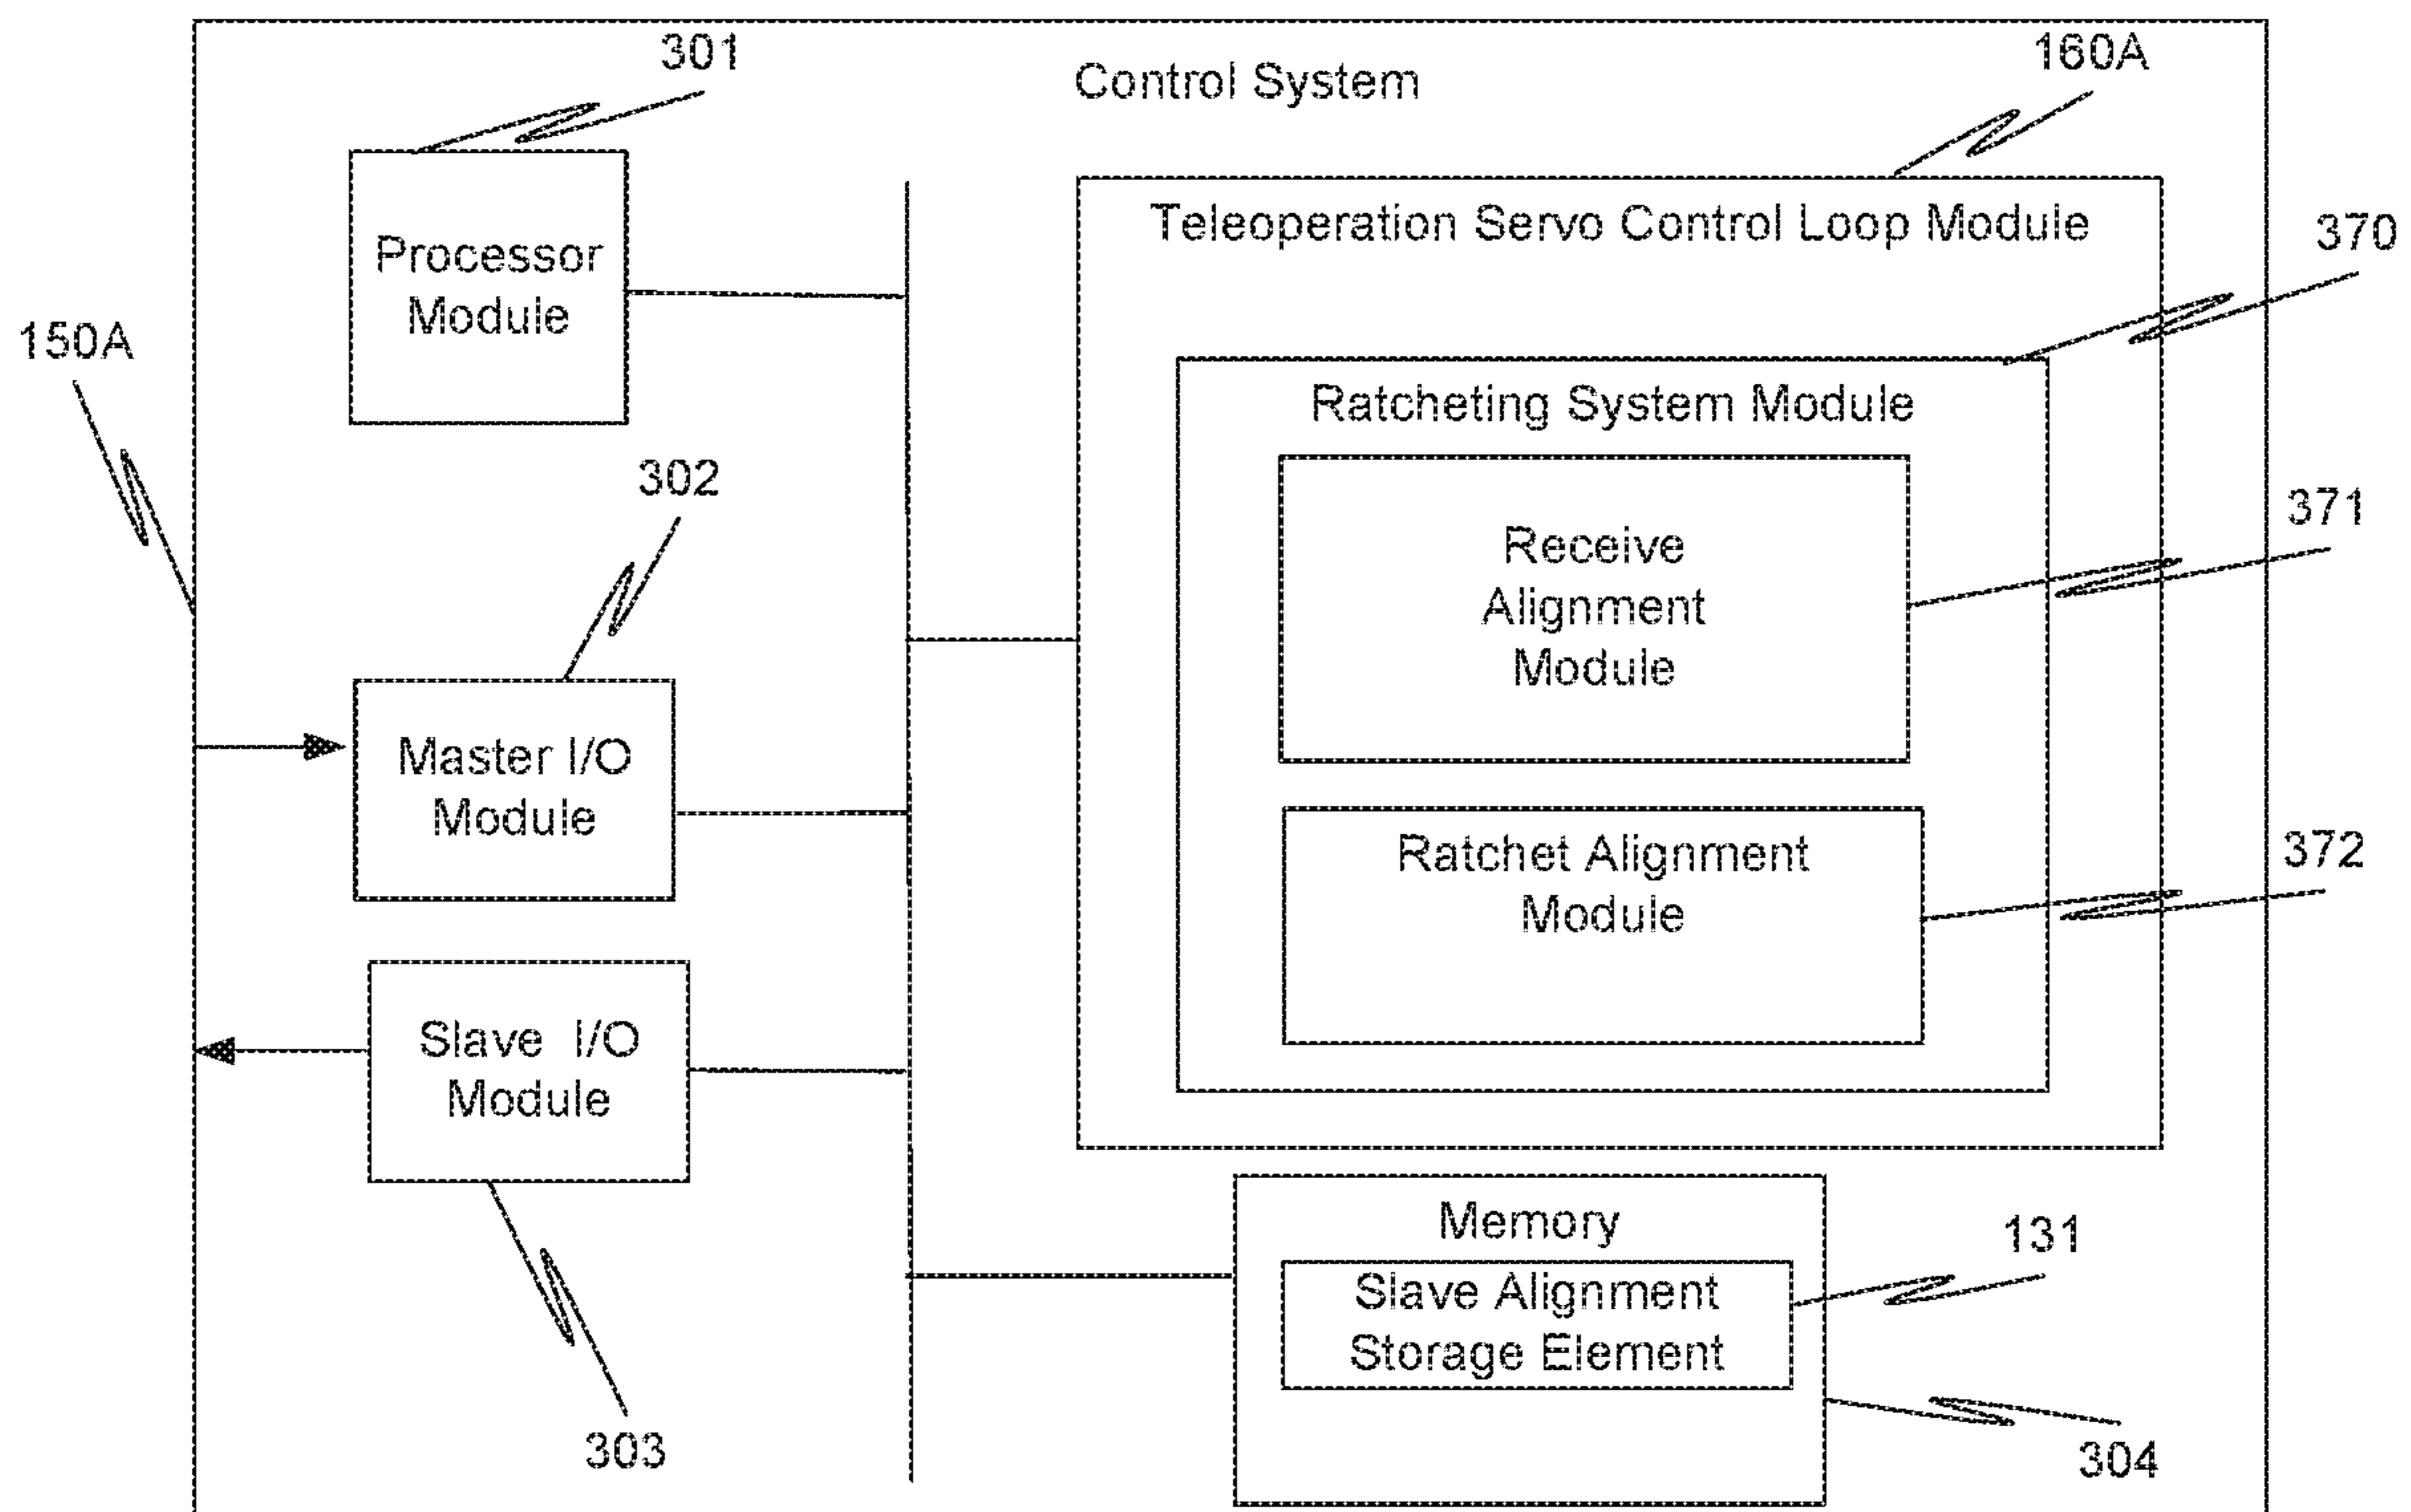 301
Control System
160A
Processor
Module
Teleoperation Servo Control Loop Module
370
150A
Ratcheting System Module
302
Receive
Alignment
Module
371
Master I/O
Module
Ratchet Alignment
Module
372
Slave I/O
Module
Memory
131
Slave Alignment
Storage Element
303
304